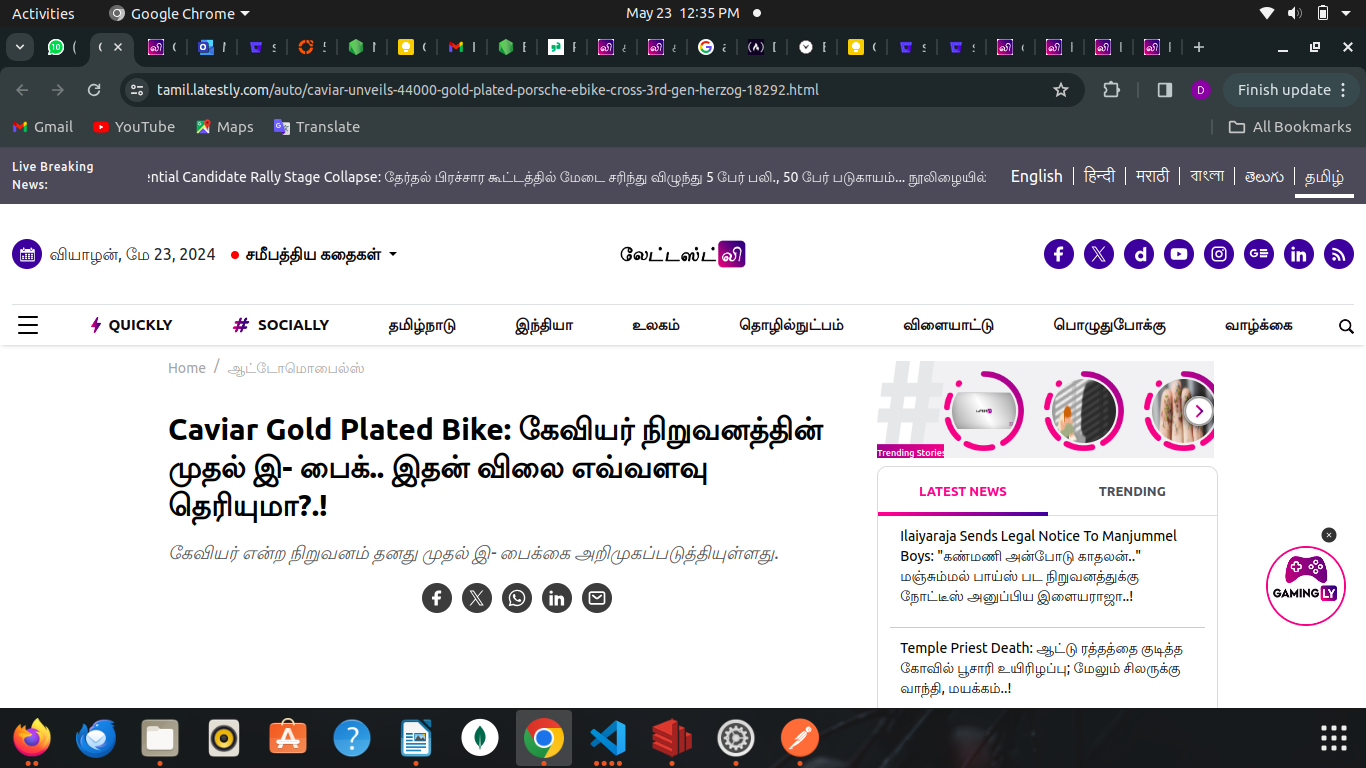 Activities
Google Chrome
May 23 12:35 PM
tamil.latestly.com/auto/caviar-unveils-44000-gold-plated-porsche-ebike-cross-3rd-gen-herzog-18292.html
D
Finish update
Gmail
YouTube
Maps
Translate
All Bookmarks
Live Breaking
News:
ential Candidate Rally Stage Collapse: தேர்தல் பிரச்சார கூட்டத்தில் மேடை சரிந்து விழுந்து 5 பேர் பலி., 50 பேர் படுகாயம்... நூலிழையில்
English
हिन्दी
मराठी
বাংলা
తెలుగు
தமிழ்
வியாழன், மே 23, 2024
சமீபத்திய கதைகள்
லேட்டஸ்ட்லி
QUICKLY
SOCIALLY
தமிழ்நாடு
இந்தியா
உலகம்
தொழில்நுட்பம்
விளையாட்டு
பொழுதுபோக்கு
வாழ்க்கை
Home / ஆட்டோமொபைல்ஸ்
Caviar Gold Plated Bike: கேவியர் நிறுவனத்தின்
முதல் இ- பைக்.. இதன் விலை எவ்வளவு
தெரியுமா?.!
கேவியர் என்ற நிறுவனம் தனது முதல் இ- பைக்கை அறிமுகப்படுத்தியுள்ளது.
Trending Stories
LATEST NEWS
TRENDING
Ilaiyaraja Sends Legal Notice To Manjummel
Boys: "கண்மணி அன்போடு காதலன்.."
மஞ்சும்மல் பாய்ஸ் பட நிறுவனத்துக்கு
நோட்டீஸ் அனுப்பிய இளையராஜா..!
Temple Priest Death: ஆட்டு ரத்தத்தை குடித்த
கோவில் பூசாரி உயிரிழப்பு; மேலும் சிலருக்கு
வாந்தி, மயக்கம்..!
GAMING LY